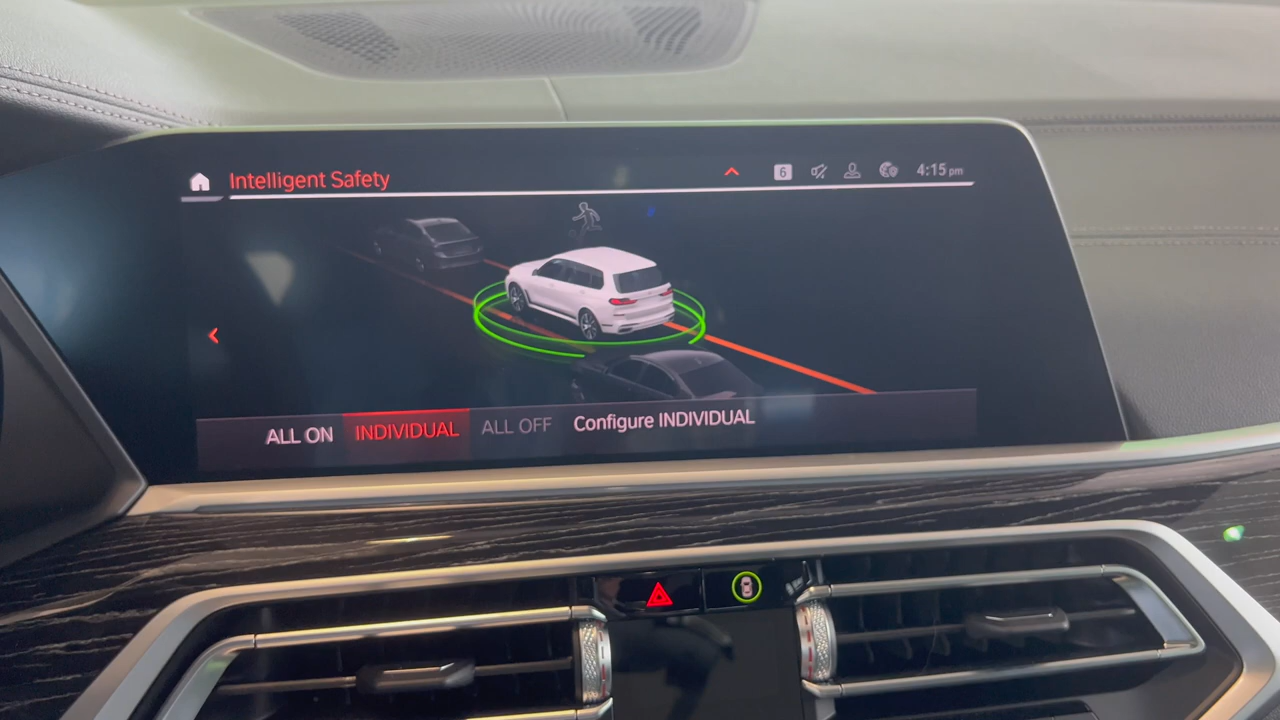 Intelligent Safety
6
4:15 pm
ALL ON INDIVIDUAL ALL OFF Configure INDIVIDUAL